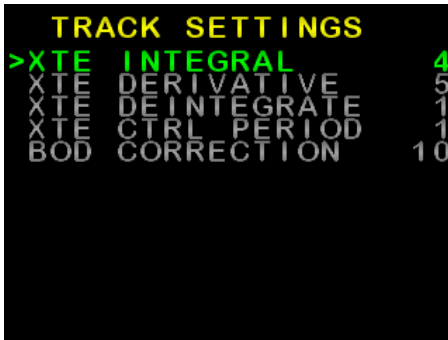 TRACK SETTINGS
>XTE INTEGRAL 4
XTE DERIVATIVE 5
XTE DEINTEGRATE 1
XTE CTRL PERIOD 1
BOD CORRECTION 10